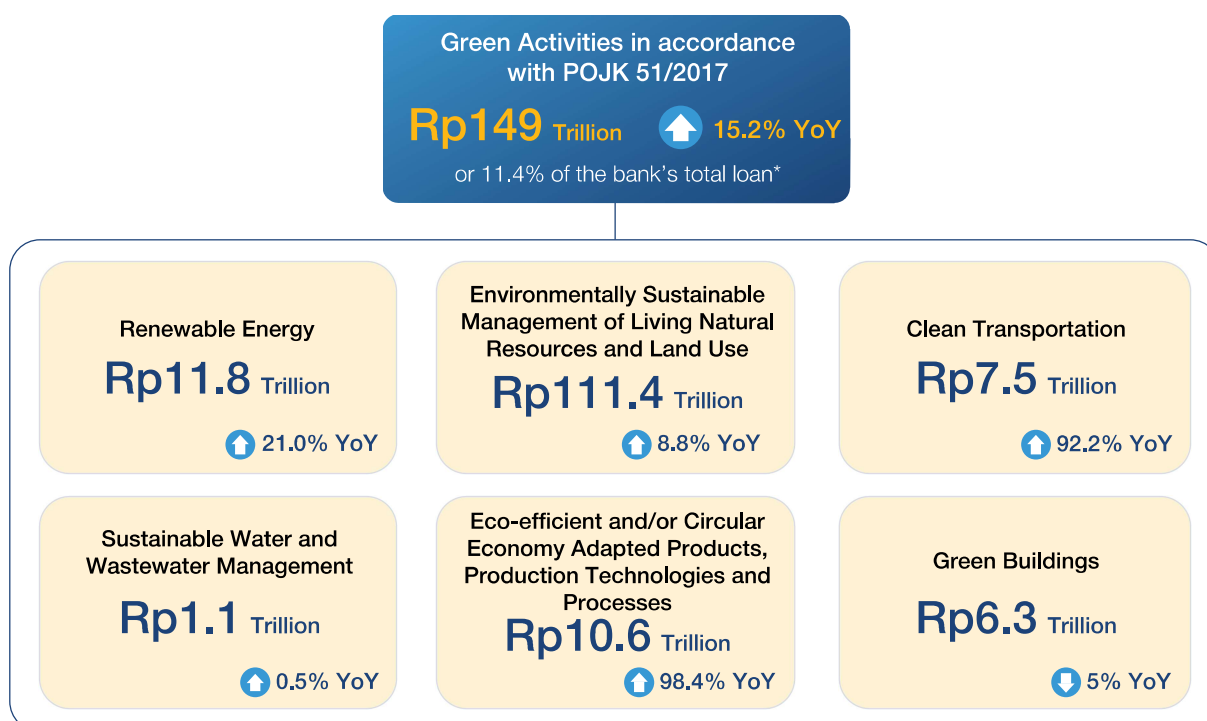 Green Activities in accordance
with POJK 51/2017
Rp149 Trillion 15.2% YoY
or 11.4% of the bank's total loan*
Renewable Energy
Rp11.8 Trillion
21.0% YoY
Environmentally Sustainable
Management of Living Natural
Resources and Land Use
Rp111.4 Trillion
8.8% YoY
Clean Transportation
Rp7.5 Trillion
92.2% YoY
Sustainable Water and
Wastewater Management
Rp1.1 Trillion
0.5% YoY
Eco-efficient and/or Circular
Economy Adapted Products,
Production Technologies and
Processes
Rp10.6 Trillion
98.4% YoY
Green Buildings
Rp6.3 Trillion
5% YoY